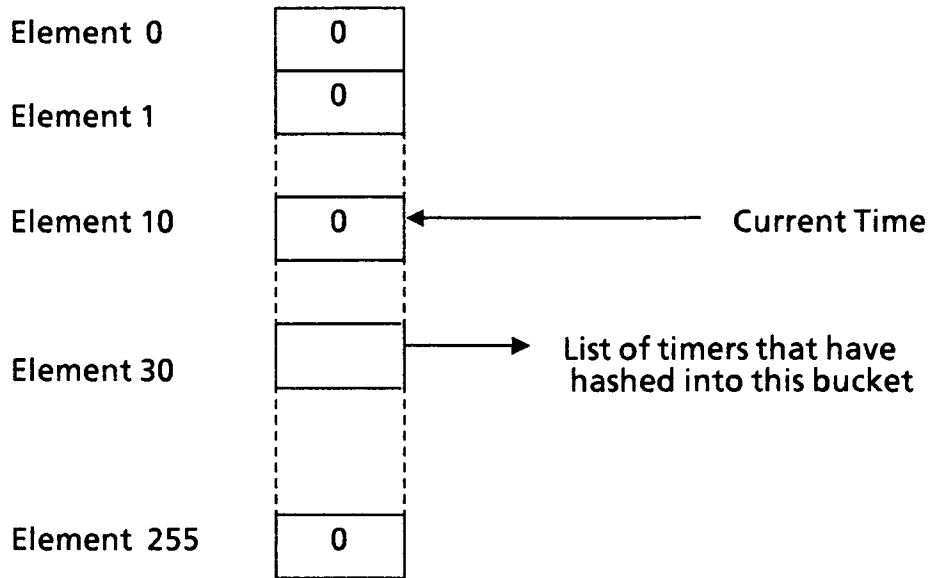 Element 0
0
Element 1
0
Element 10
0
Current Time
Element 30
List of timers that have
hashed into this bucket
Element 255
0